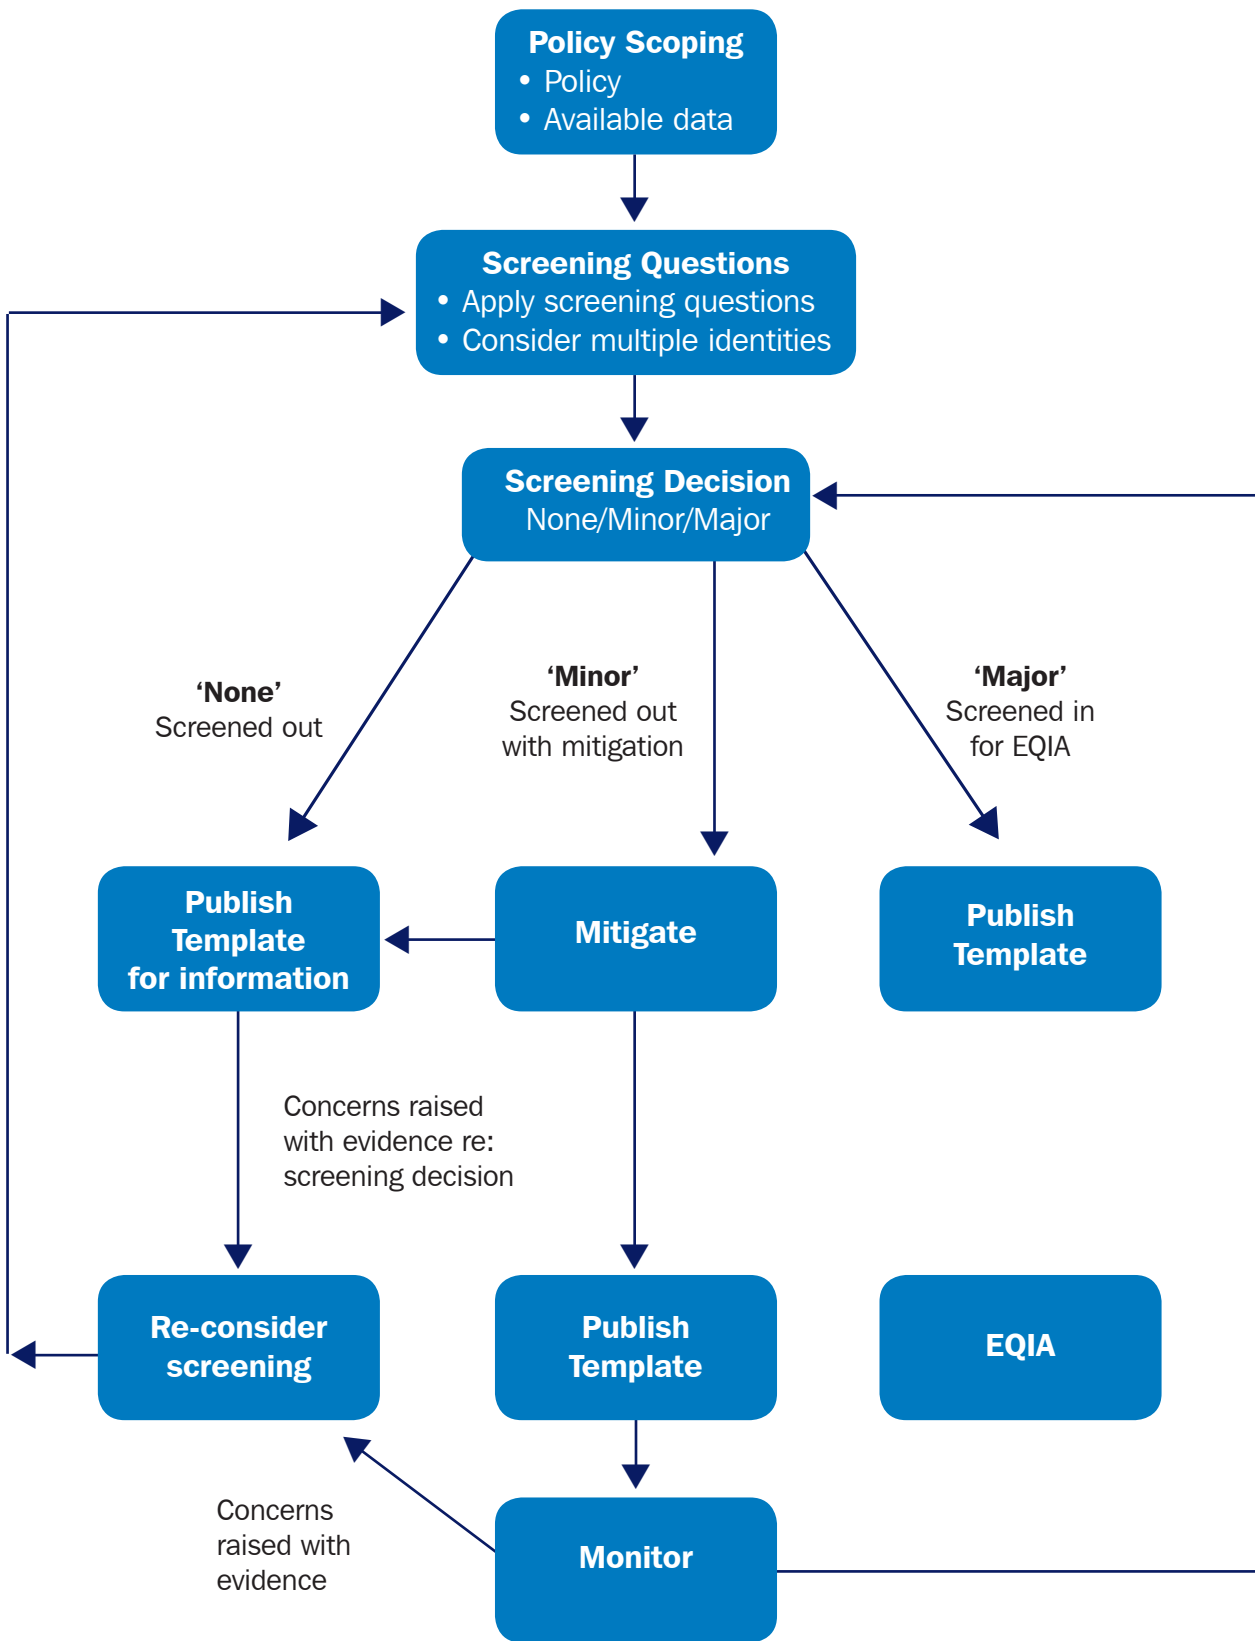 Policy Scoping
• Policy
• Available data
Screening Questions
• Apply screening questions
• Consider multiple identities
Screening Decision
None/Minor/Major
‘None’
Screened out
‘Minor’
Screened out
with mitigation
‘Major’
Screened in
for EQIA
Publish
Template
for information
Mitigate
Publish
Template
Concerns raised
with evidence re:
screening decision
Re-consider
screening
Publish
Template
EQIA
Concerns
raised with
evidence
Monitor